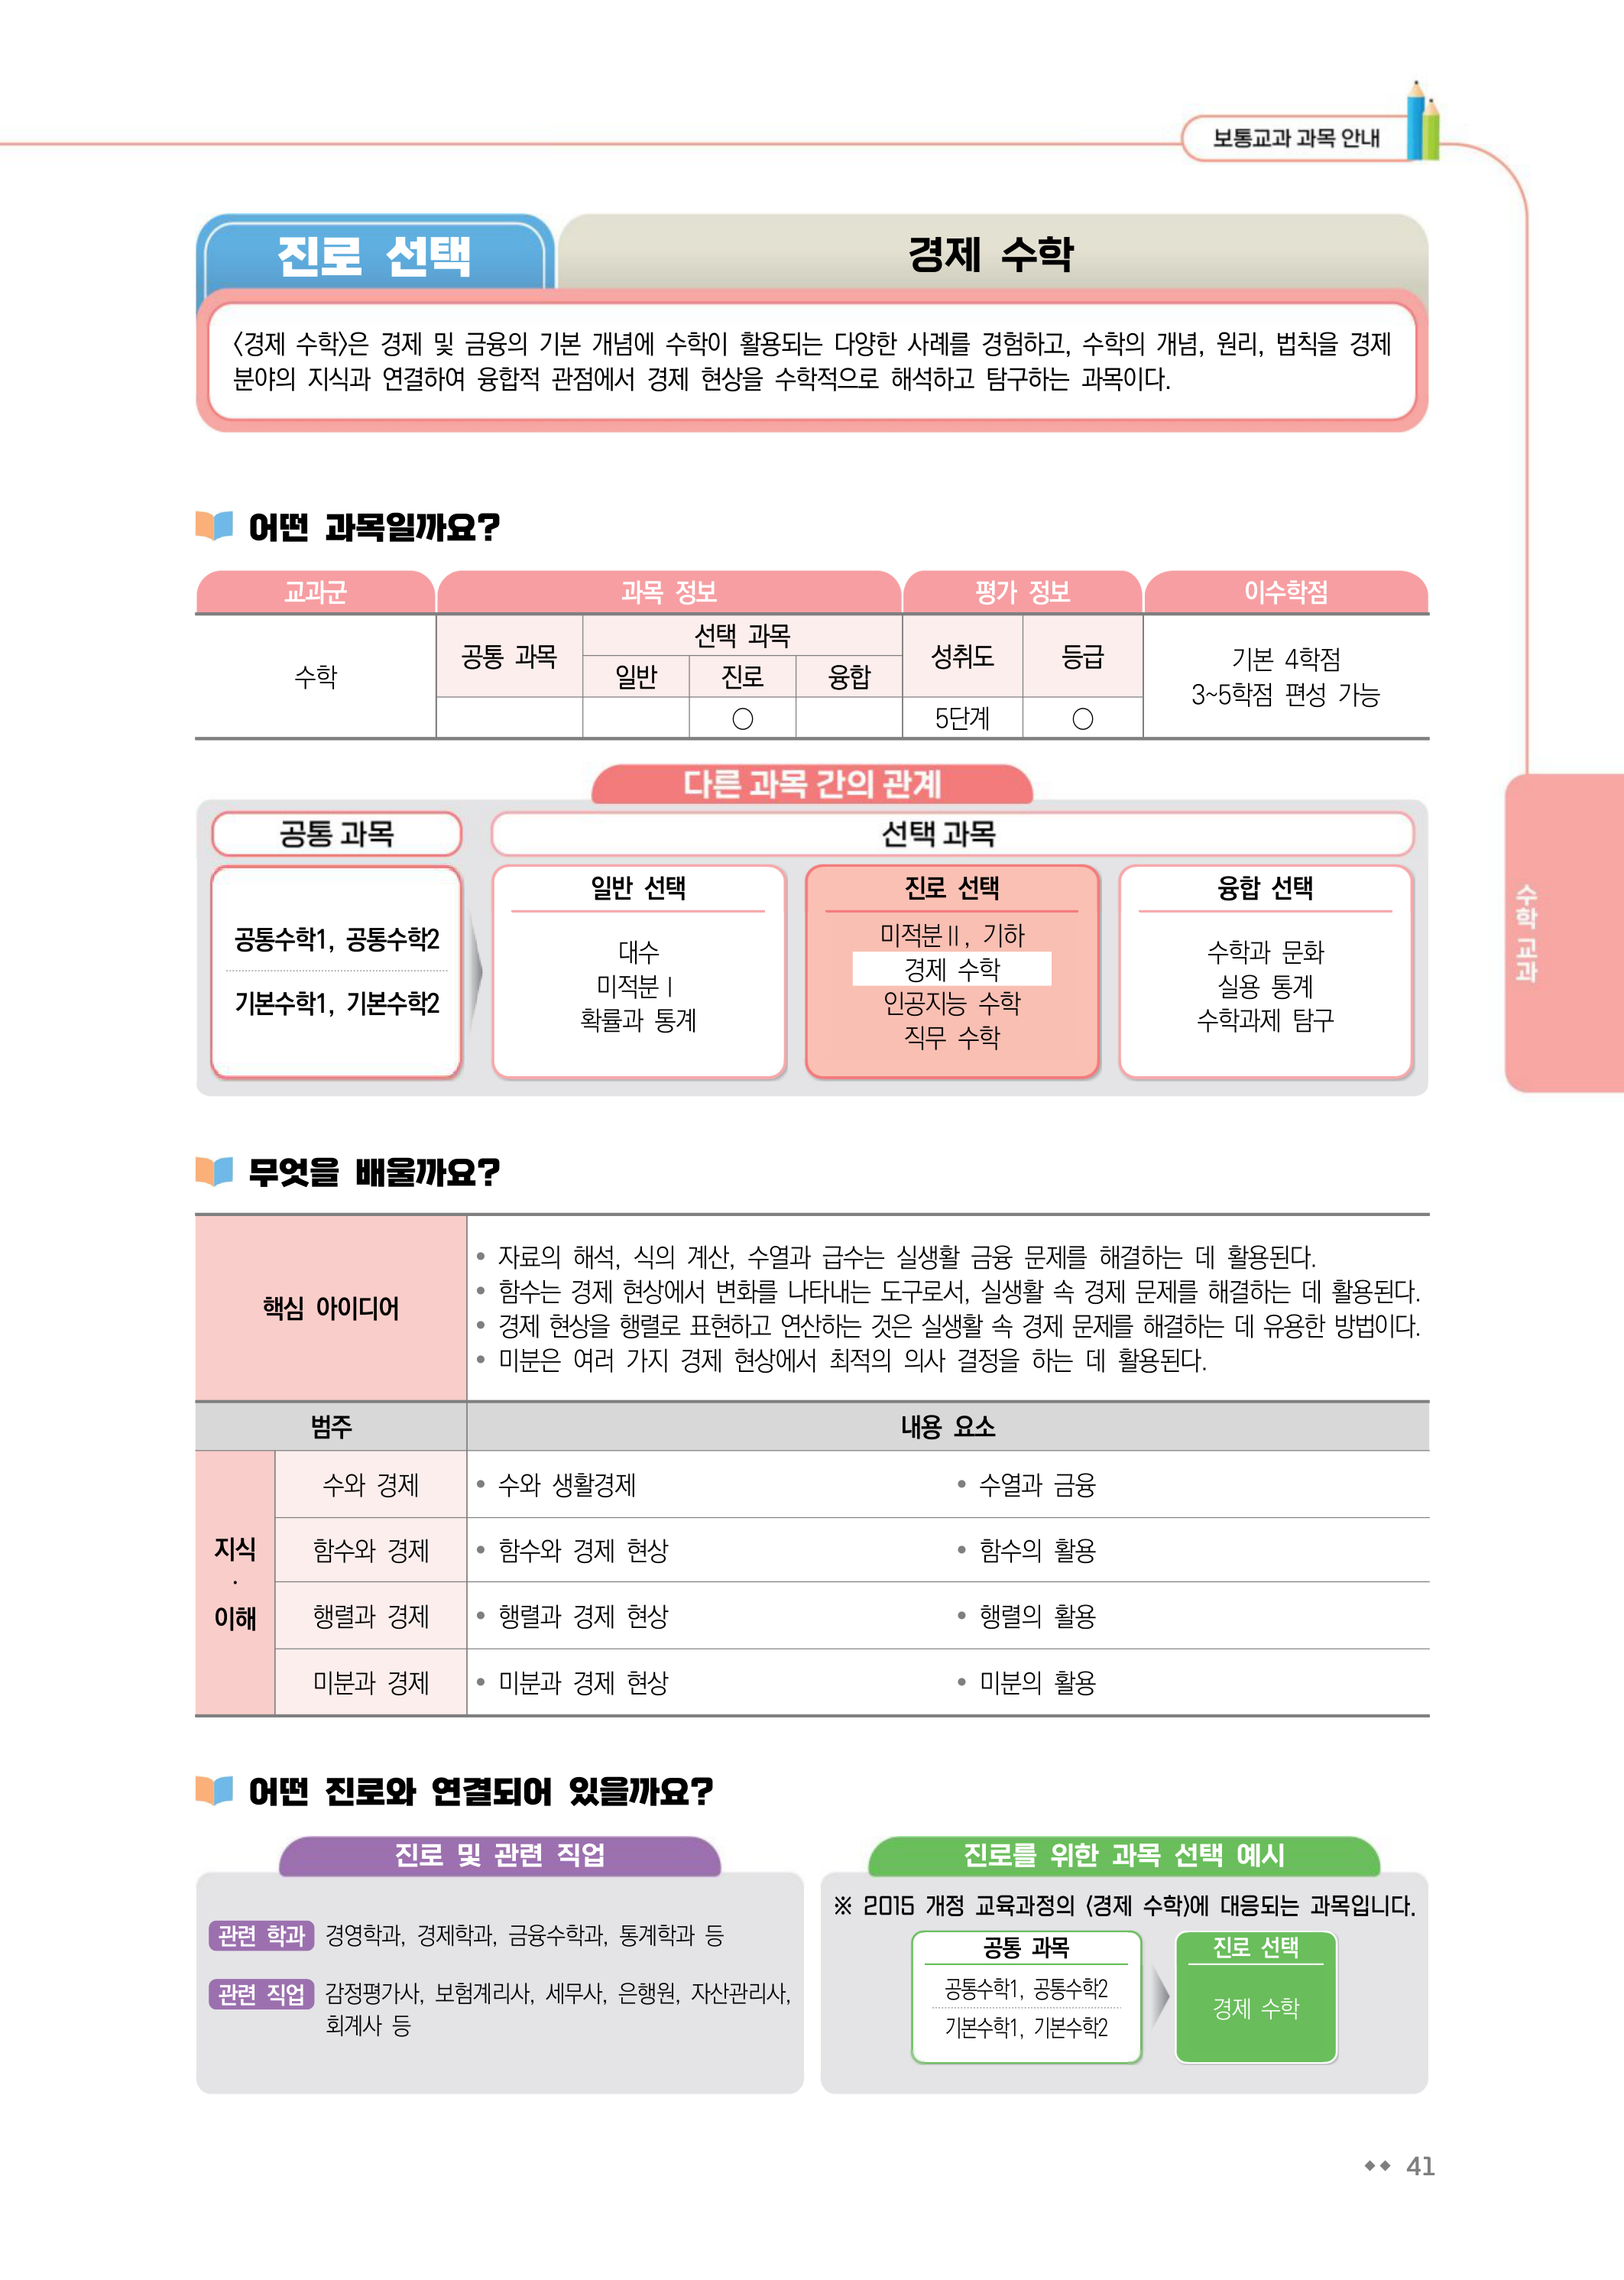 보통교과 과목 안내
진로 선택
경제 수학
〈경제 수학〉은 경제 및 금융의 기본 개념에 수학이 활용되는 다양한 사례를 경험하고, 수학의 개념, 원리, 법칙을 경제
분야의 지식과 연결하여 융합적 관점에서 경제 현상을 수학적으로 해석하고 탐구하는 과목이다.
어떤 과목일까요?
교과군 과목 정보 평가 정보 이수학점
수학
공통 과목
선택 과목
일반 진로 융합
성취도 등급
○ 5단계 ○
기본 4학점
3~5학점 편성 가능
다른 과목 간의 관계
공통 과목
선택 과목
공통수학1, 공통수학2
기본수학1, 기본수학2
일반 선택
대수
미적분Ⅰ
확률과 통계
진로 선택
미적분Ⅱ, 기하
경제 수학
인공지능 수학
직무 수학
융합 선택
수학과 문화
실용 통계
수학과제 탐구
수학 교과
무엇을 배울까요?
핵심 아이디어
• 자료의 해석, 식의 계산, 수열과 급수는 실생활 금융 문제를 해결하는 데 활용된다.
• 함수는 경제 현상에서 변화를 나타내는 도구로서, 실생활 속 경제 문제를 해결하는 데 활용된다.
• 경제 현상을 행렬로 표현하고 연산하는 것은 실생활 속 경제 문제를 해결하는 데 유용한 방법이다.
• 미분은 여러 가지 경제 현상에서 최적의 의사 결정을 하는 데 활용된다.
범주 내용 요소
지식
·
이해
수와 경제 • 수와 생활경제 • 수열과 금융
함수와 경제 • 함수와 경제 현상 • 함수의 활용
행렬과 경제 • 행렬과 경제 현상 • 행렬의 활용
미분과 경제 • 미분과 경제 현상 • 미분의 활용
어떤 진로와 연결되어 있을까요?
진로 및 관련 직업
관련 학과 경영학과, 경제학과, 금융수학과, 통계학과 등
관련 직업 감정평가사, 보험계리사, 세무사, 은행원, 자산관리사,
회계사 등
진로를 위한 과목 선택 예시
※ 2015 개정 교육과정의 〈경제 수학〉에 대응되는 과목입니다.
공통 과목
공통수학1, 공통수학2
기본수학1, 기본수학2
진로 선택
경제 수학
41